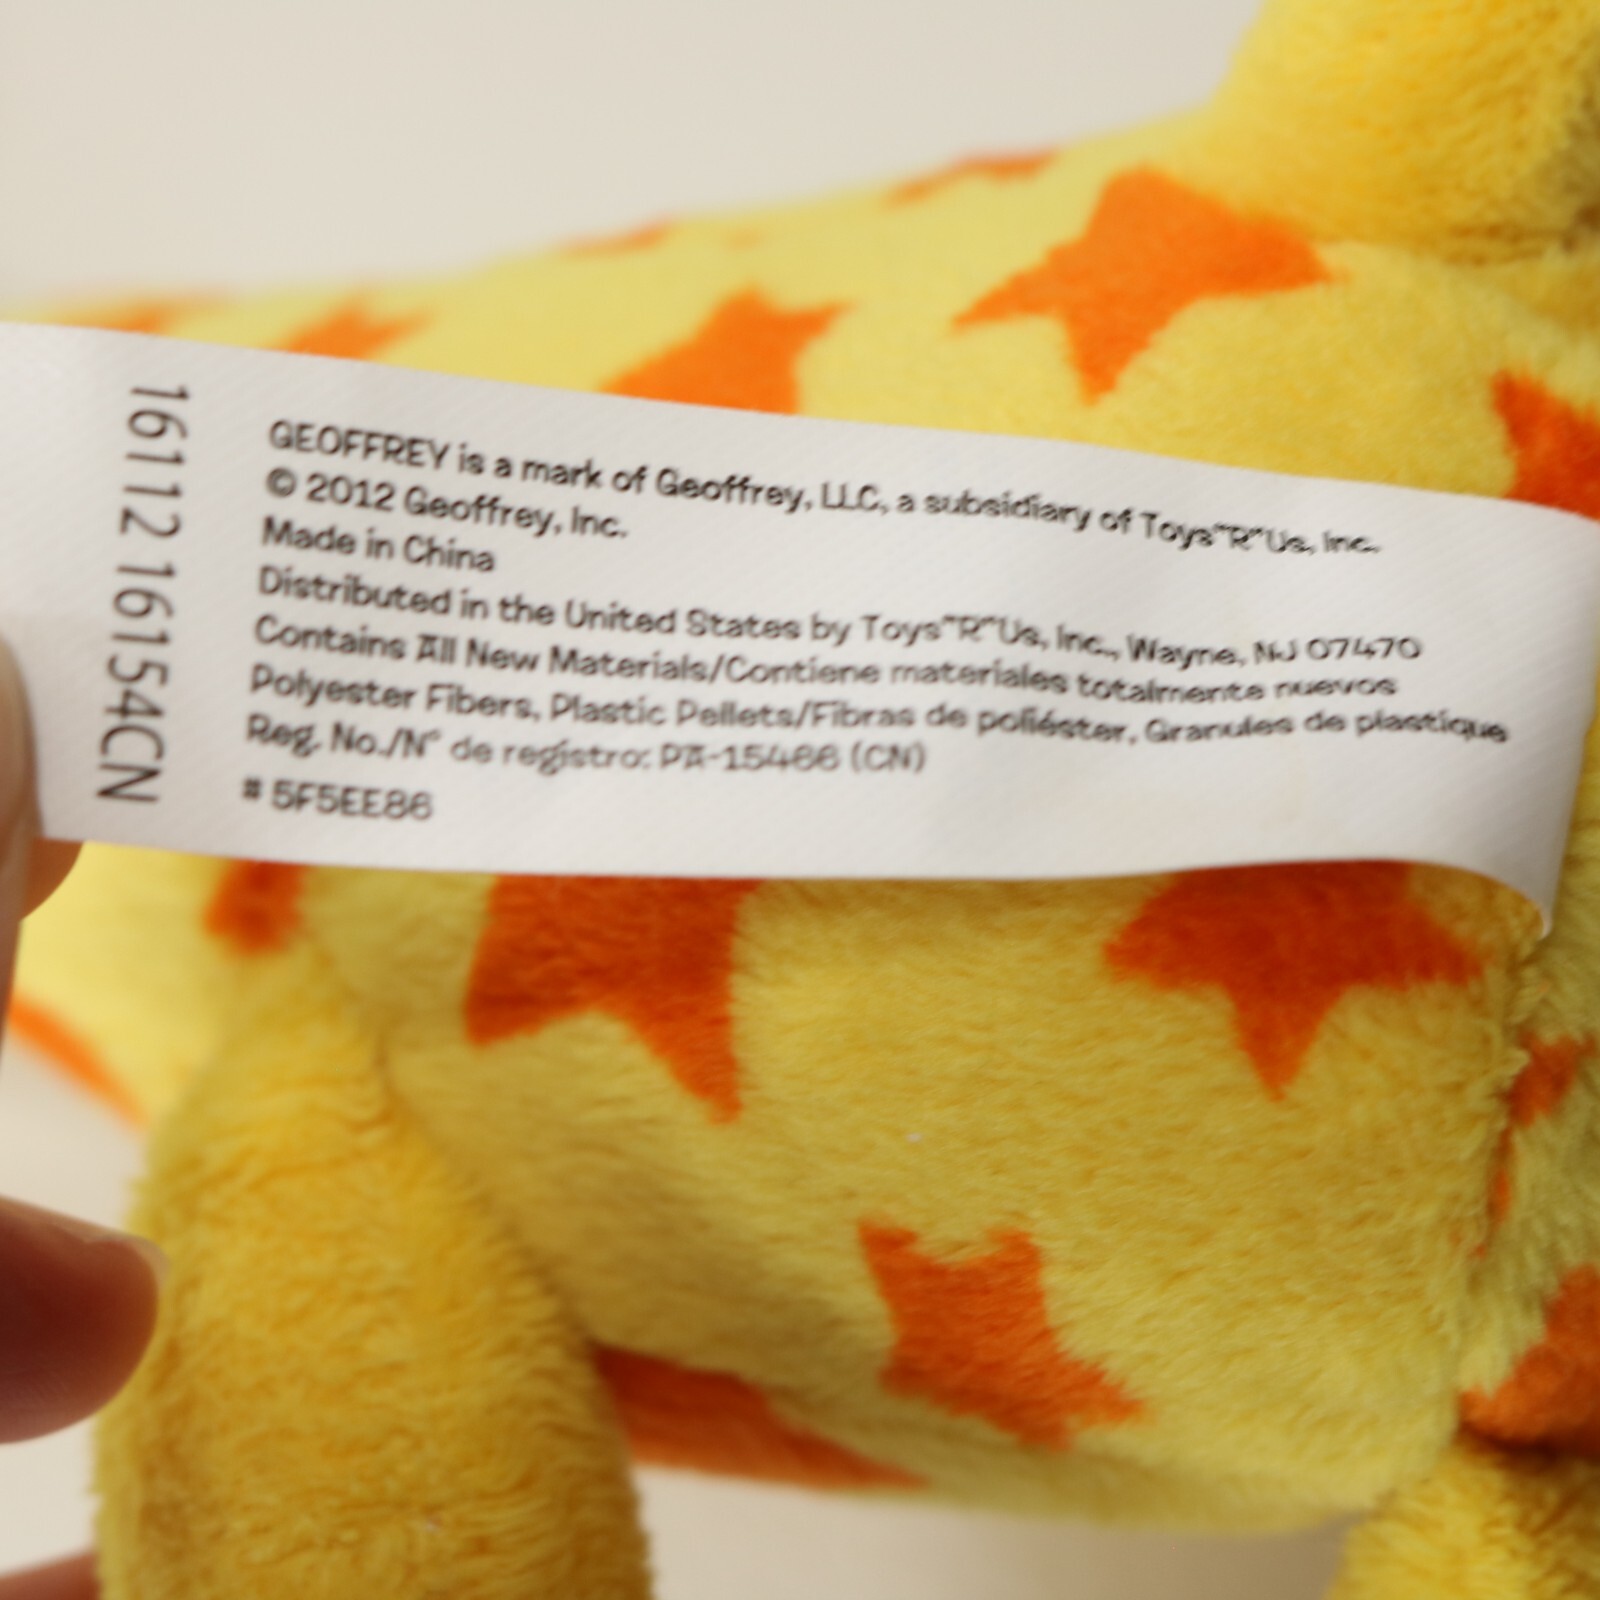 16112 16154CN
GEOFFREY is a mark of Geoffrey, LLC, a subsidiary of Toys"R"Us, Inc.
© 2012 Geoffrey, Inc.
Made in China
Distributed in the United States by Toys"R"Us, Inc., Wayne, NJ 07470
Contains All New Materials/Contiene materiales totalmente nuevos
Polyester Fibers, Plastic Pellets/Fibras de poliéster, Granules de plastique
Reg. No./N° de registro: PA-15466 (CN)
# 5F5EE86